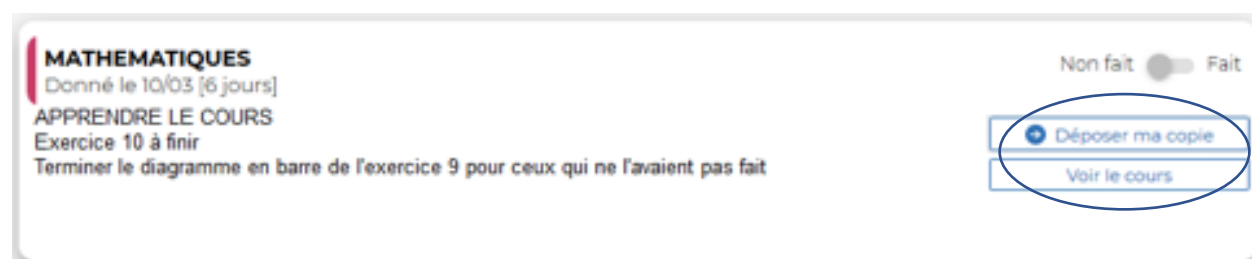 MATHEMATIQUES
Donné le 10/03 [6 jours]
Non fait Fait
APPRENDRE LE COURS
Exercice 10 à finir
Terminer le diagramme en barre de l'exercice 9 pour ceux qui ne l'avaient pas fait
Déposer ma copie
Voir le cours